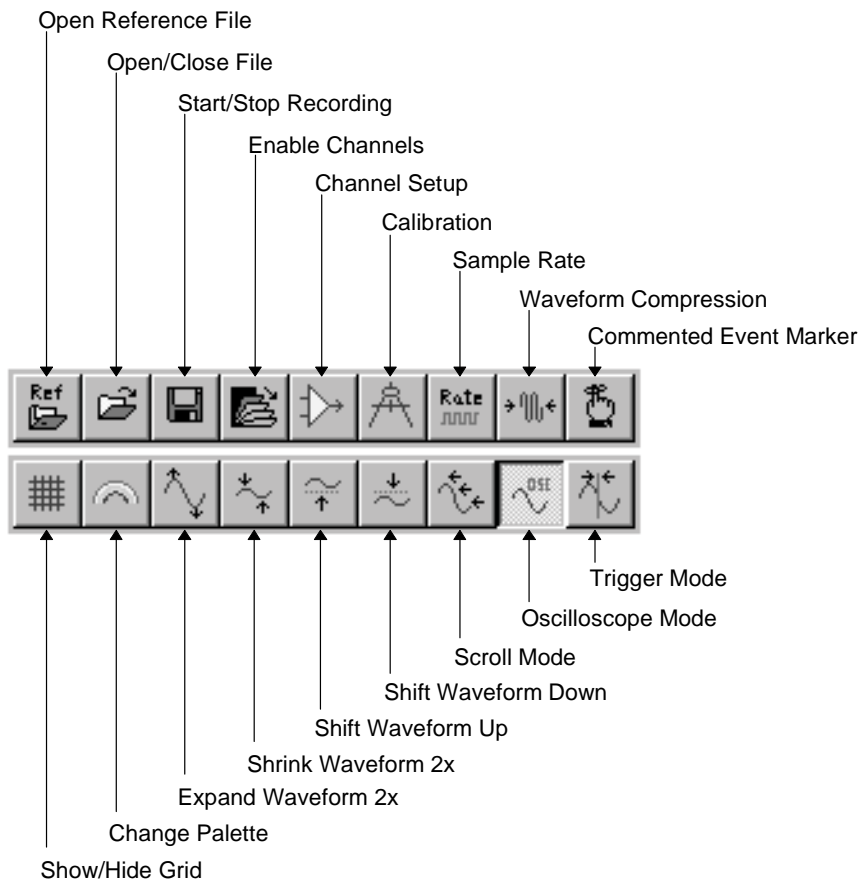 Open Reference File
Open/Close File
Start/Stop Recording
Enable Channels
Channel Setup
Calibration
Sample Rate
Waveform Compression
Commented Event Marker
Ref
Rate
OSC
Trigger Mode
Oscilloscope Mode
Scroll Mode
Shift Waveform Down
Shift Waveform Up
Shrink Waveform 2x
Expand Waveform 2x
Change Palette
Show/Hide Grid